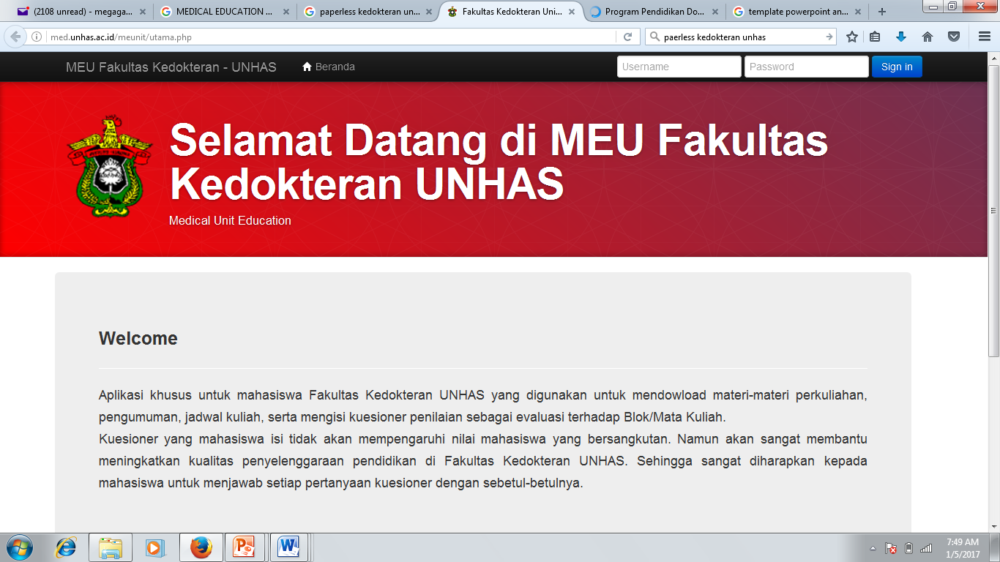 (2108 unread) - megaga...
MEDICAL EDUCATION ...
paperless kedokteran un...
Fakultas Kedokteran Uni...
Program Pendidikan Do...
template powerpoint an...
med.unhas.ac.id/meunit/utama.php
paerless kedokteran unhas
MEU Fakultas Kedokteran - UNHAS
Beranda
Username
Password
Sign in
Selamat Datang di MEU Fakultas
Kedokteran UNHAS
Medical Unit Education
Welcome
Aplikasi khusus untuk mahasiswa Fakultas Kedokteran UNHAS yang digunakan untuk mendowload materi-materi perkuliahan,
pengumuman, jadwal kuliah, serta mengisi kuesioner penilaian sebagai evaluasi terhadap Blok/Mata Kuliah.
Kuesioner yang mahasiswa isi tidak akan mempengaruhi nilai mahasiswa yang bersangkutan. Namun akan sangat membantu
meningkatkan kualitas penyelenggaraan pendidikan di Fakultas Kedokteran UNHAS. Sehingga sangat diharapkan kepada
mahasiswa untuk menjawab setiap pertanyaan kuesioner dengan sebetul-betulnya.
7:49 AM
1/5/2017